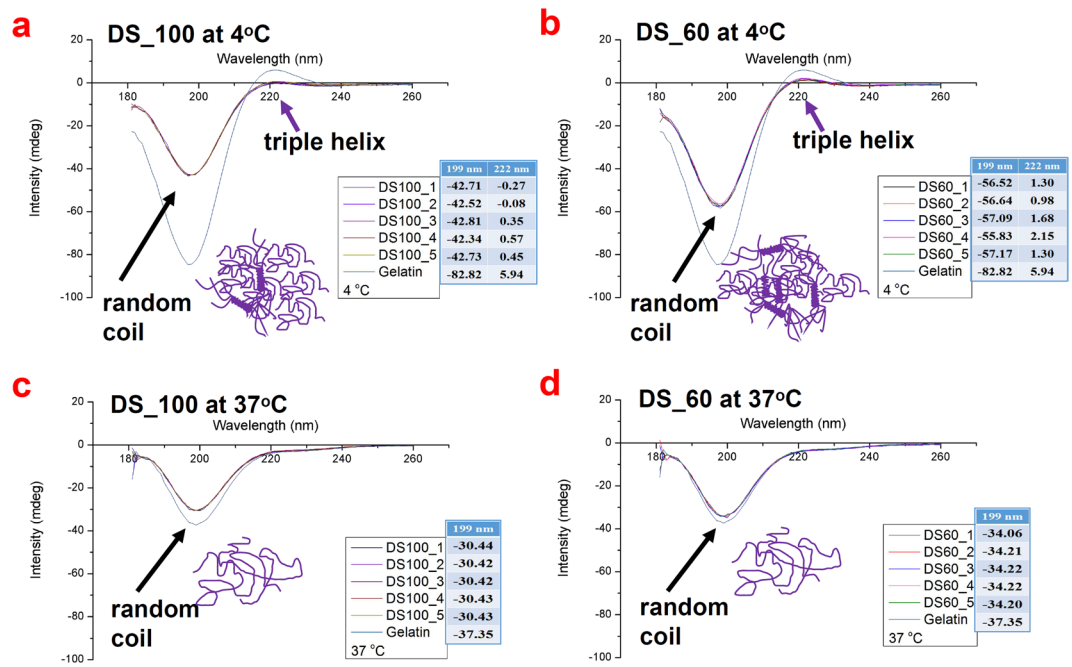 a
DS_100 at 4°C
Wavelength (nm)
20
0
-20
-40
-60
-80
-100
180 200 220 240 260
Intensity (mdeg)
triple helix
random
coil
199 nm 222 nm
DS100_1 -42.71 -0.27
DS100_2 -42.52 -0.08
DS100_3 -42.81 0.35
DS100_4 -42.34 0.57
DS100_5 -42.73 0.45
Gelatin -82.82 5.94
4 °C
b
DS_60 at 4°C
Wavelength (nm)
20
0
-20
-40
-60
-80
-100
180 200 220 240 260
Intensity (mdeg)
triple helix
random
coil
199 nm 222 nm
DS60_1 -56.52 1.30
DS60_2 -56.64 0.98
DS60_3 -57.09 1.68
DS60_4 -55.83 2.15
DS60_5 -57.17 1.30
Gelatin -82.82 5.94
4 °C
c
DS_100 at 37°C
Wavelength (nm)
20
0
-20
-40
-60
-80
-100
180 200 220 240 260
Intensity (mdeg)
random
coil
199 nm
DS100_1 -30.44
DS100_2 -30.42
DS100_3 -30.42
DS100_4 -30.43
DS100_5 -30.43
Gelatin -37.35
37 °C
d
DS_60 at 37°C
Wavelength (nm)
20
0
-20
-40
-60
-80
-100
180 200 220 240 260
Intensity (mdeg)
random
coil
199 nm
DS60_1 -34.06
DS60_2 -34.21
DS60_3 -34.22
DS60_4 -34.22
DS60_5 -34.20
Gelatin -37.35
37 °C